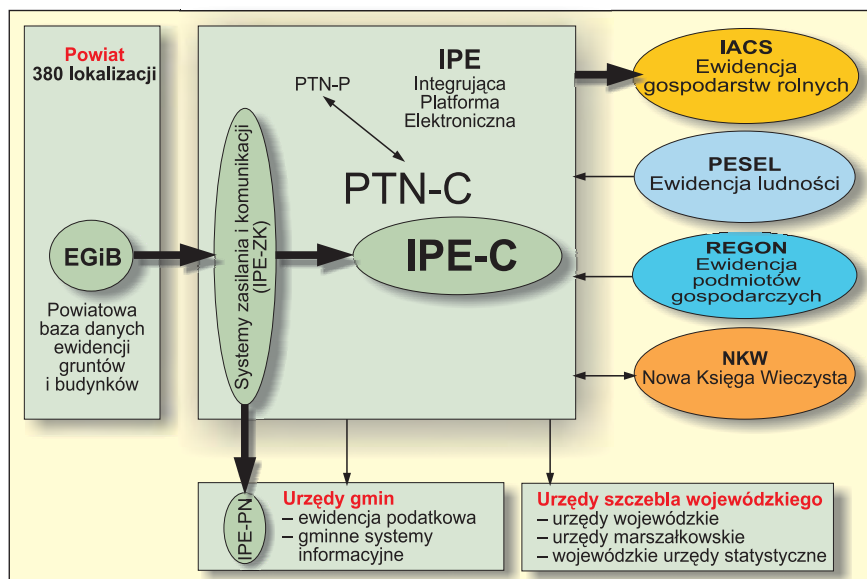 Powiat
380 lokalizacji
EGiB
Powiatowa
baza danych
ewidencji
gruntów
i budynków
Systemy zasilania i komunikacji
(IPE-ZK)
IPE
Integrująca
Platforma
Elektroniczna
PTN-P
PTN-C
IPE-C
IACS
Ewidencja
gospodarstw rolnych
PESEL
Ewidencja ludności
REGON
Ewidencja
podmiotów
gospodarczych
NKW
Nowa Księga Wieczysta
IPE-PN
Urzędy gmin
– ewidencja podatkowa
– gminne systemy
informacyjne
Urzędy szczebla wojewódzkiego
– urzędy wojewódzkie
– urzędy marszałkowskie
– wojewódzkie urzędy statystyczne